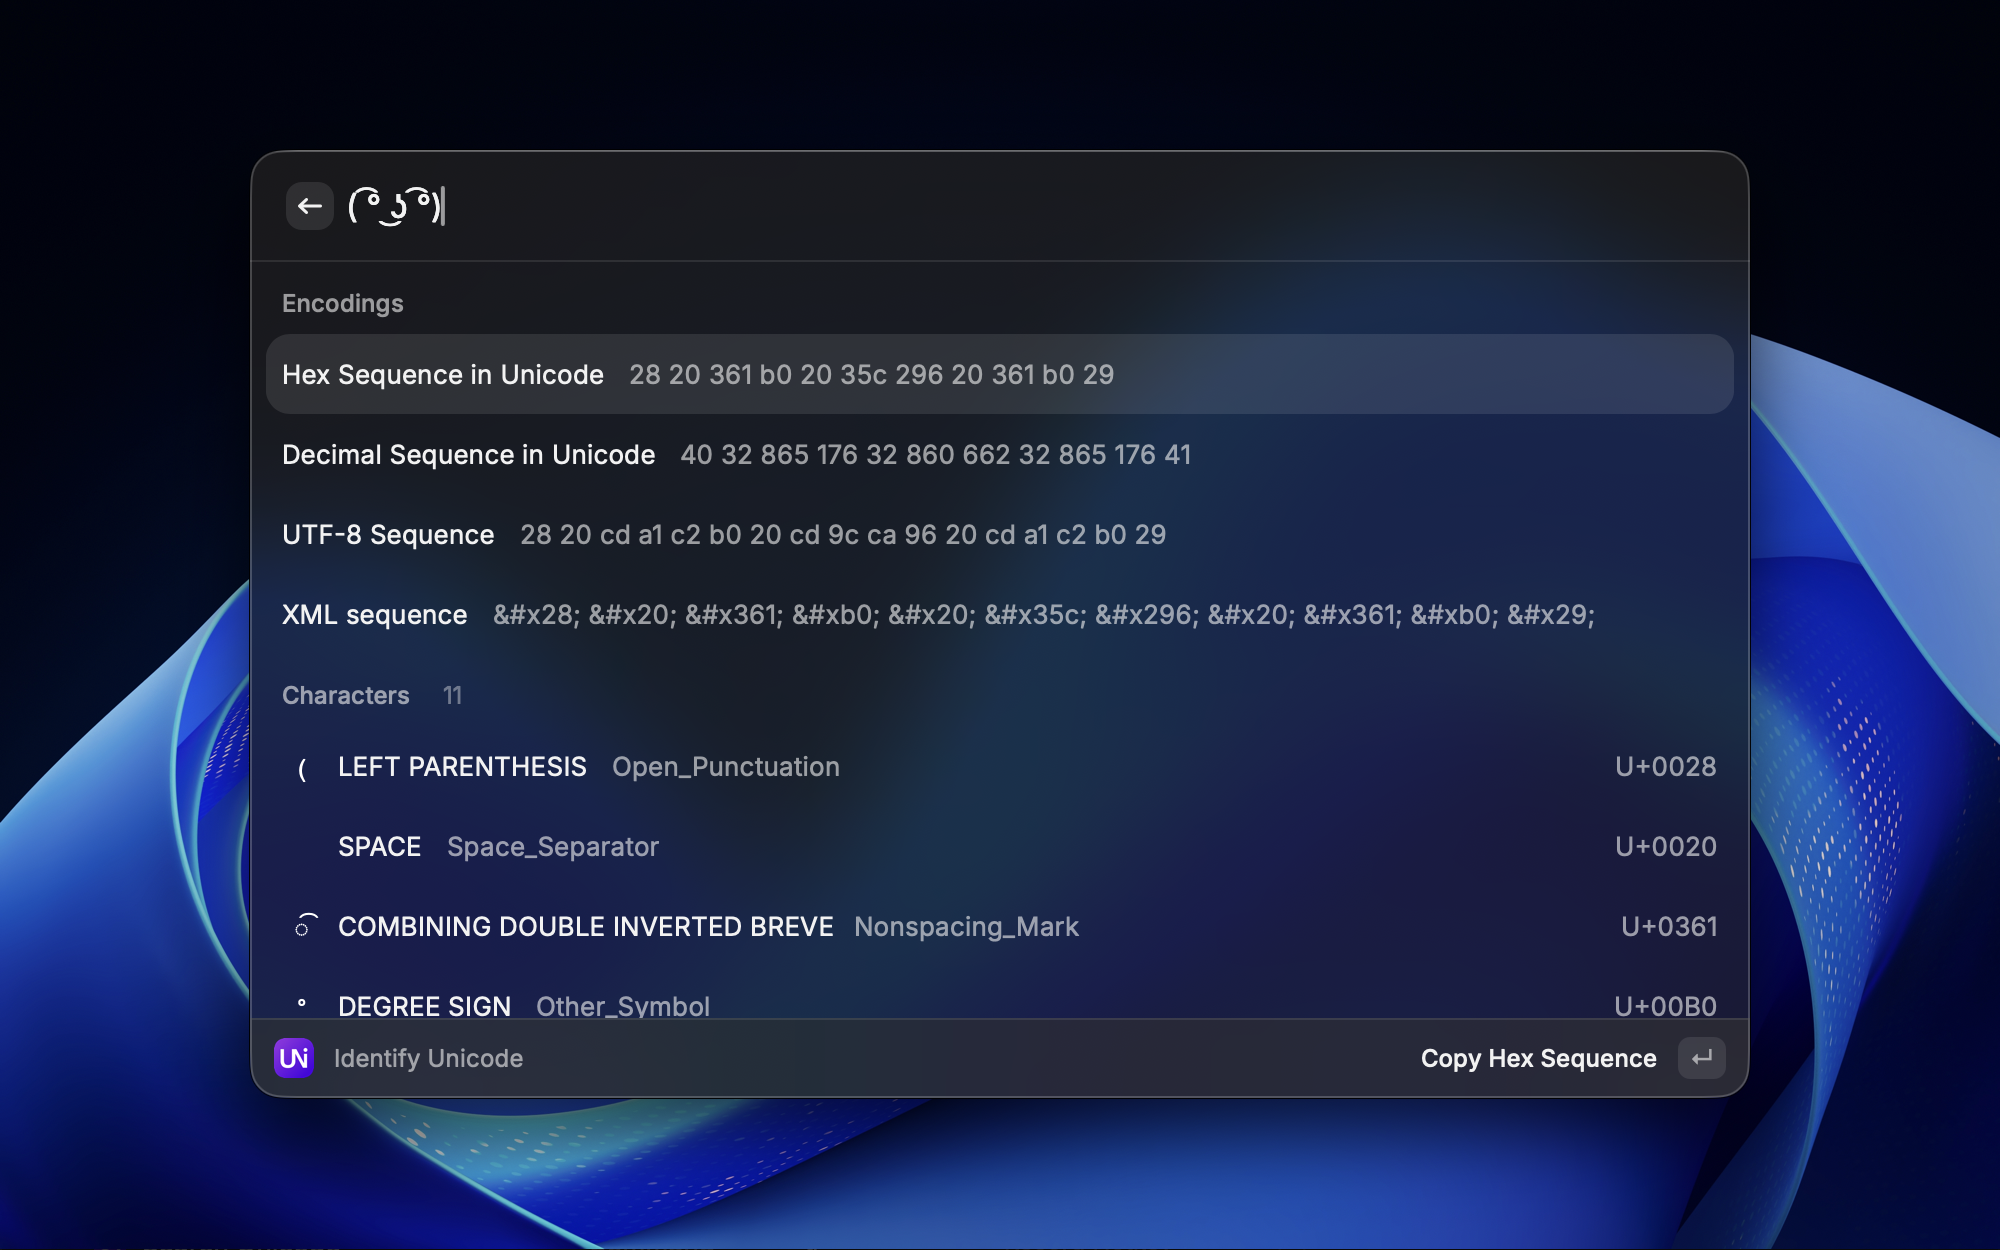 ( ͡° ͜ʖ ͡°)
Encodings
Hex Sequence in Unicode 28 20 361 b0 20 35c 296 20 361 b0 29
Decimal Sequence in Unicode 40 32 865 176 32 860 662 32 865 176 41
UTF-8 Sequence 28 20 cd a1 c2 b0 20 cd 9c ca 96 20 cd a1 c2 b0 29
XML sequence &#x28; &#x20; &#x361; &#xb0; &#x20; &#x35c; &#x296; &#x20; &#x361; &#xb0; &#x29;
Characters 11
( LEFT PARENTHESIS Open_Punctuation U+0028
SPACE Space_Separator U+0020
◌͡ COMBINING DOUBLE INVERTED BREVE Nonspacing_Mark U+0361
° DEGREE SIGN Other_Symbol U+00B0
UNi Identify Unicode Copy Hex Sequence ↵